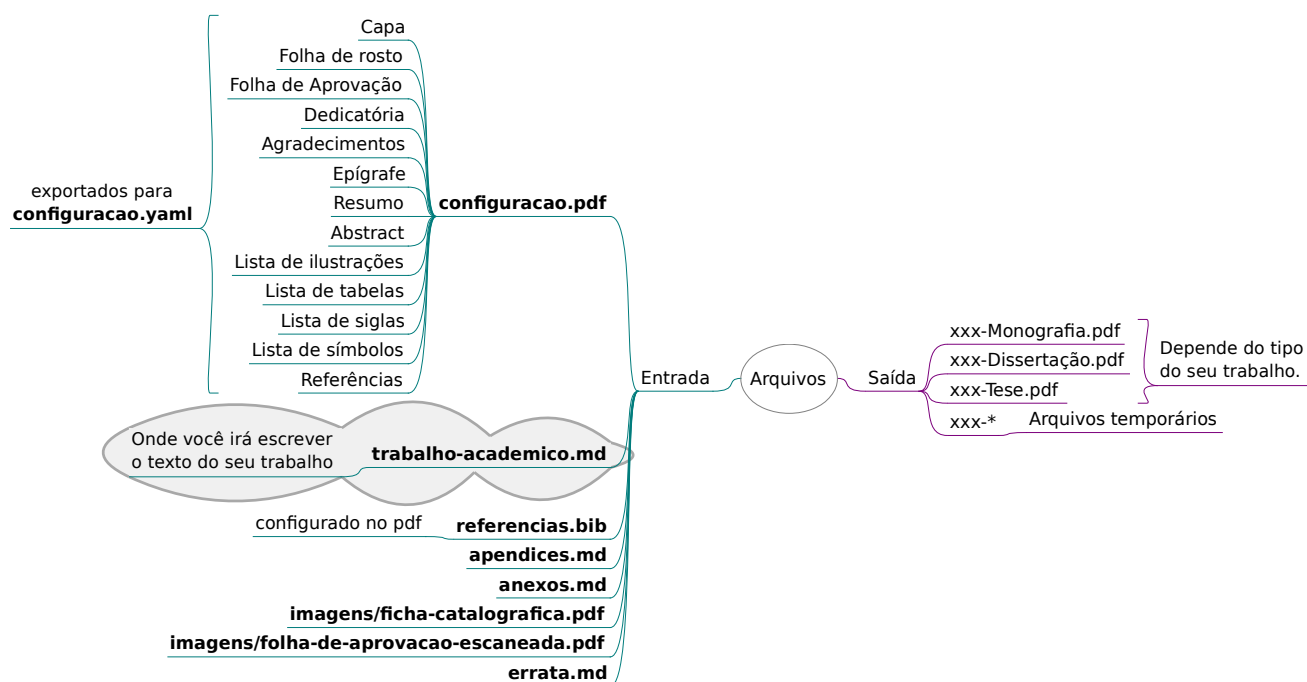 Capa
Folha de rosto
Folha de Aprovação
Dedicatória
Agradecimentos
Epígrafe
Resumo
Abstract
Lista de ilustrações
Lista de tabelas
Lista de siglas
Lista de símbolos
Referências
exportados para
configuracao.yaml
configuracao.pdf
Onde você irá escrever
o texto do seu trabalho
trabalho-academico.md
configurado no pdf
referencias.bib
apendices.md
anexos.md
imagens/ficha-catalografica.pdf
imagens/folha-de-aprovacao-escaneada.pdf
errata.md
Entrada
Arquivos
Saída
xxx-Monografia.pdf
xxx-Dissertação.pdf
xxx-Tese.pdf
xxx-*
Arquivos temporários
Depende do tipo
do seu trabalho.